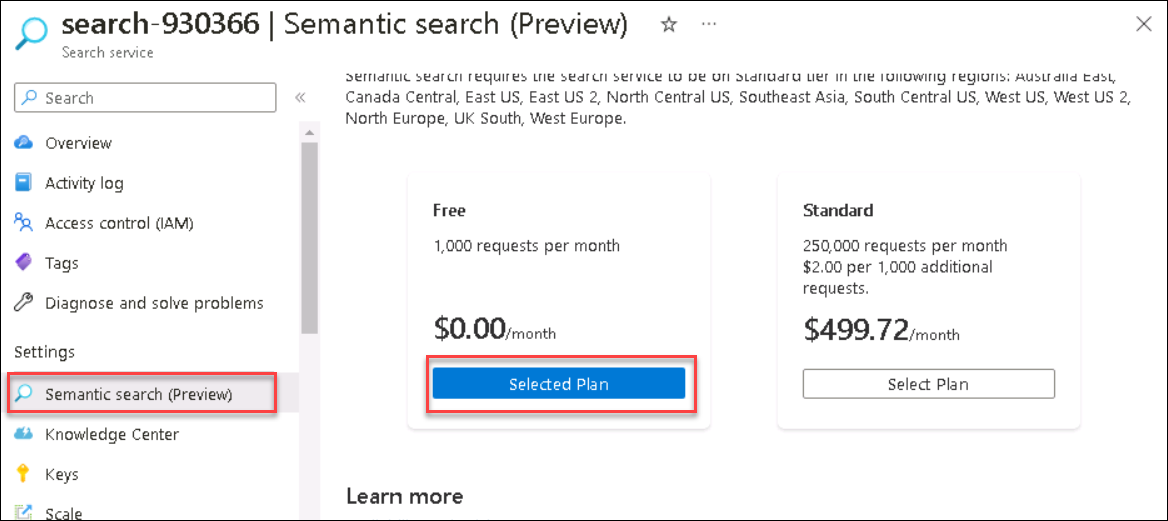 search-930366 | Semantic search (Preview)
Search service
Search
Overview
Activity log
Access control (IAM)
Tags
Diagnose and solve problems
Settings
Semantic search (Preview)
Knowledge Center
Keys
Scale
Semantic search requires the search service to be on Standard tier in the following regions: Australia East,
Canada Central, East US, East US 2, North Central US, Southeast Asia, South Central US, West US, West US 2,
North Europe, UK South, West Europe.
Free
1,000 requests per month
$0.00/month
Selected Plan
Standard
250,000 requests per month
$2.00 per 1,000 additional
requests.
$499.72/month
Select Plan
Learn more